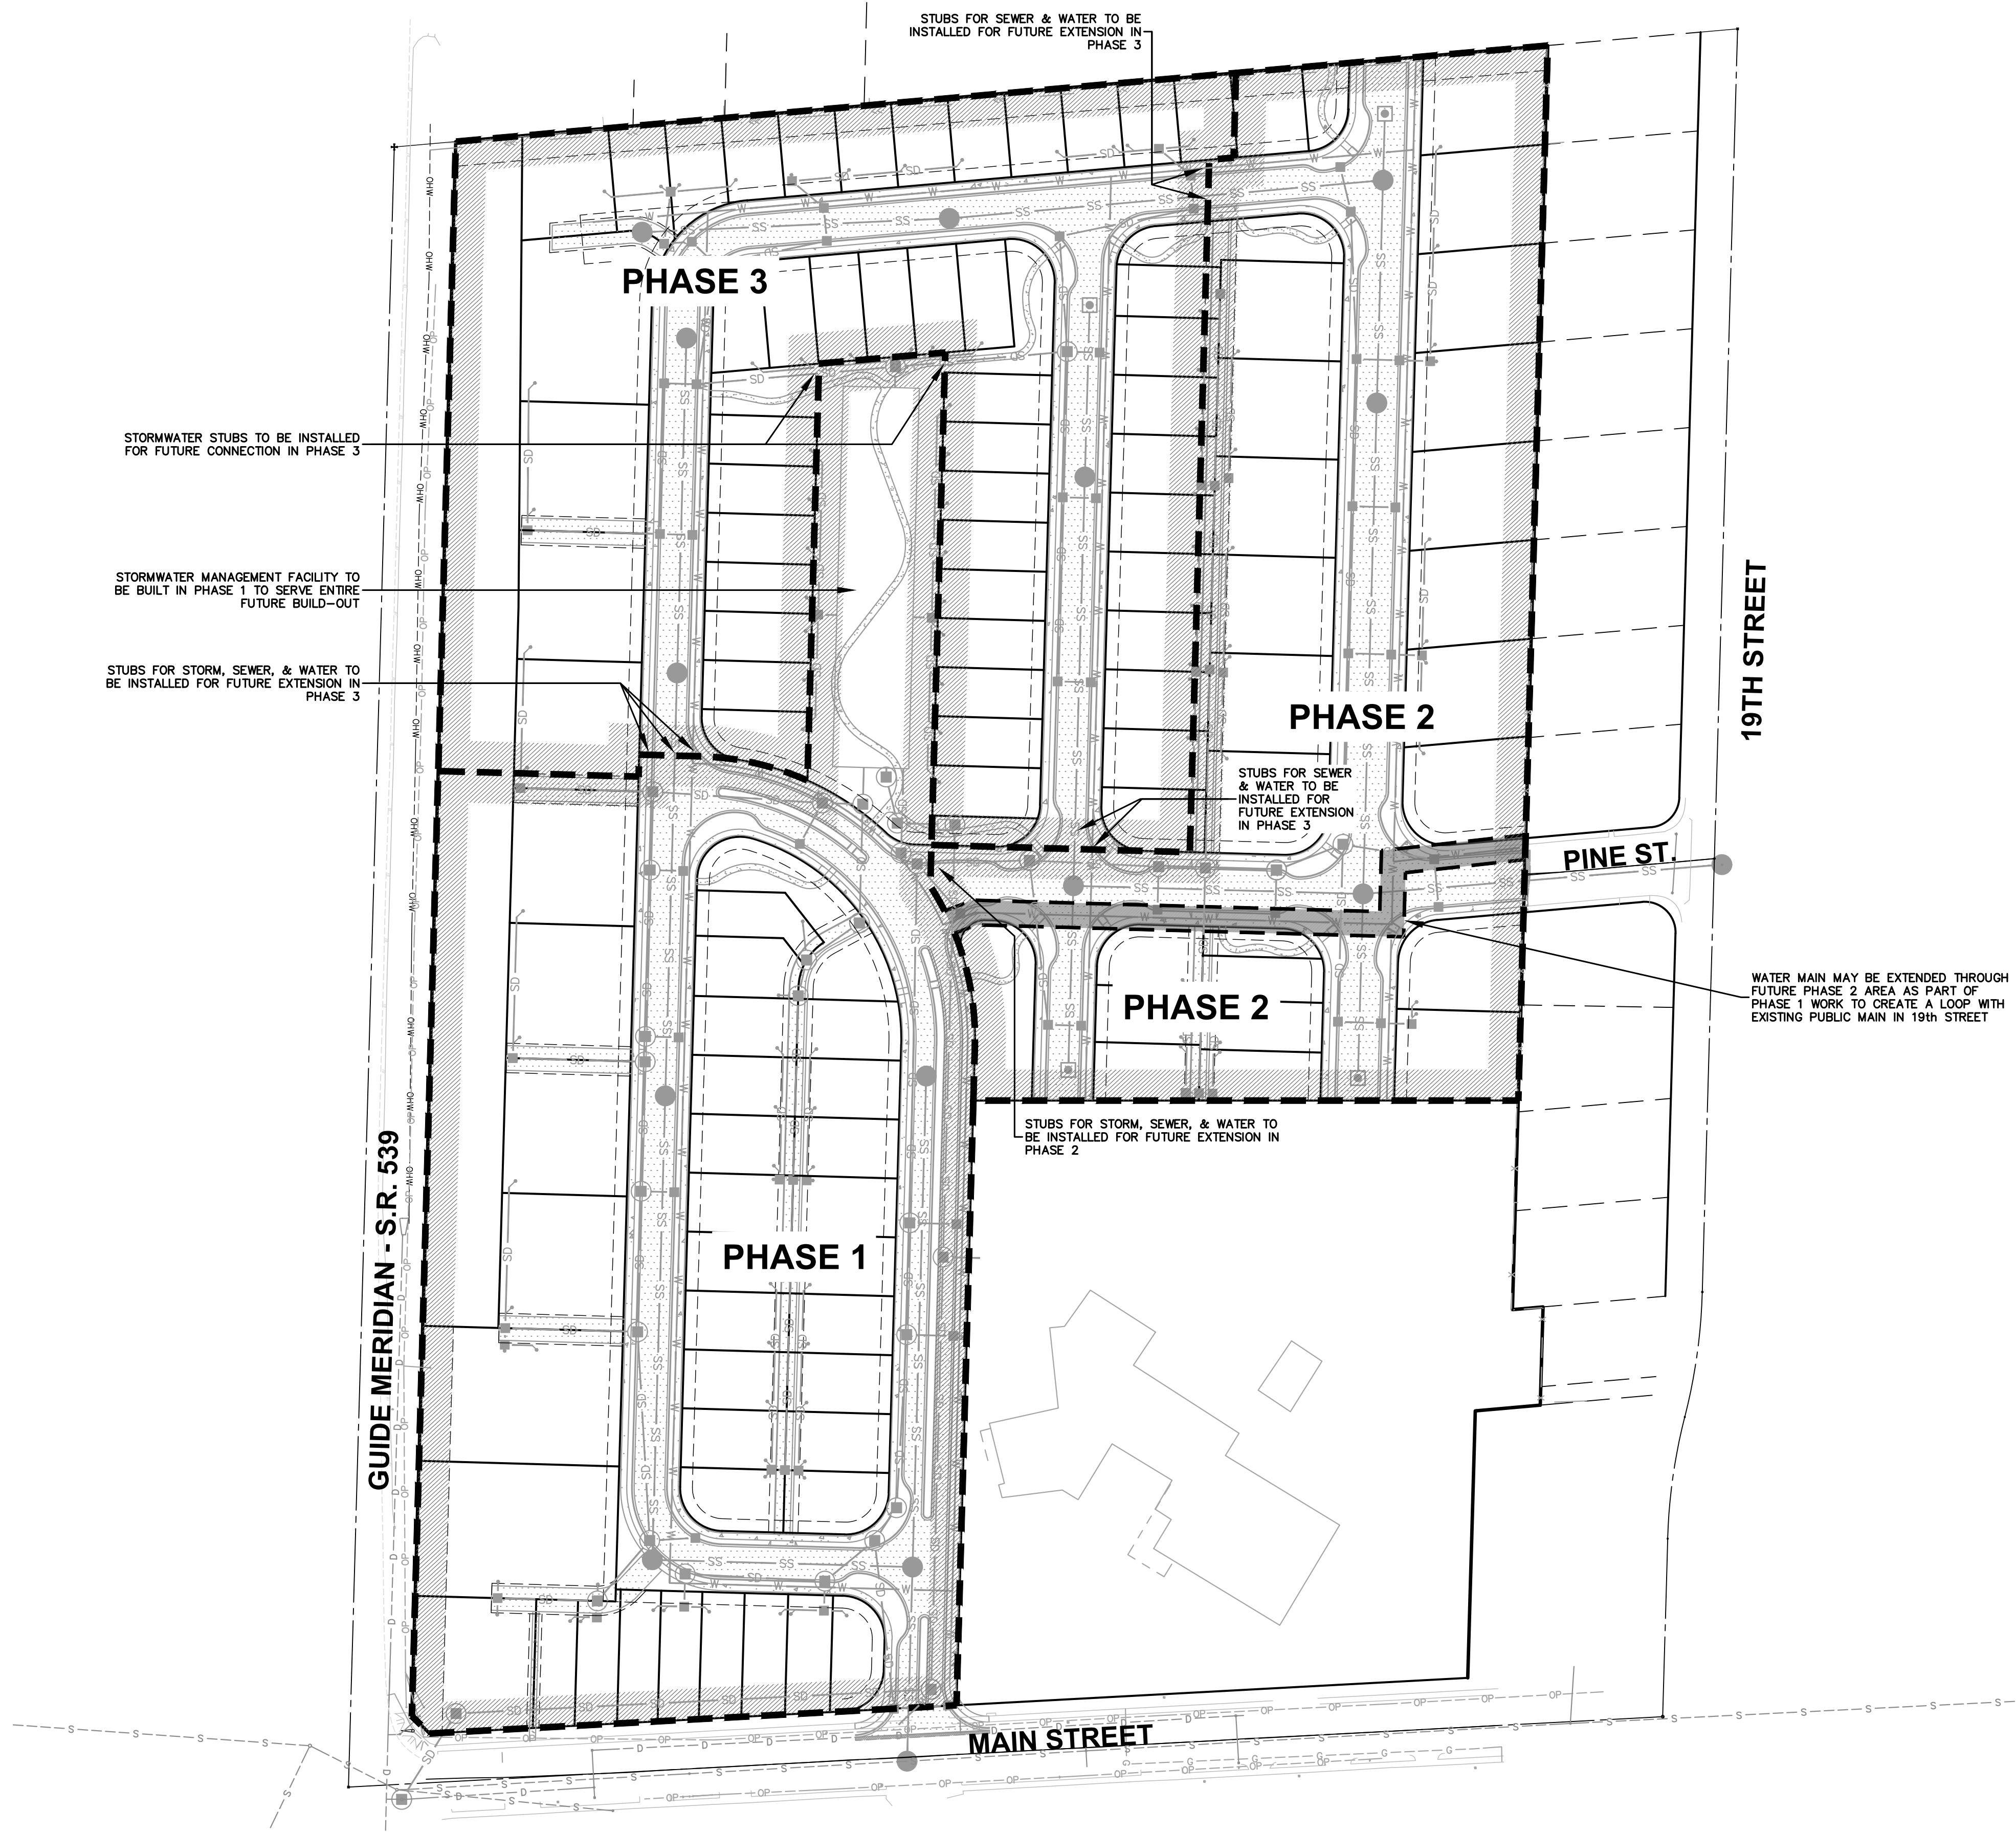 STUBS FOR SEWER & WATER TO BE
INSTALLED FOR FUTURE EXTENSION IN
PHASE 3
PHASE 3
STORMWATER STUBS TO BE INSTALLED
FOR FUTURE CONNECTION IN PHASE 3
STORMWATER MANAGEMENT FACILITY TO
BE BUILT IN PHASE 1 TO SERVE ENTIRE
FUTURE BUILD-OUT
STUBS FOR STORM, SEWER, & WATER TO
BE INSTALLED FOR FUTURE EXTENSION IN
PHASE 3
19TH STREET
PHASE 2
STUBS FOR SEWER
& WATER TO BE
INSTALLED FOR
FUTURE EXTENSION
IN PHASE 3
PINE ST.
WATER MAIN MAY BE EXTENDED THROUGH
FUTURE PHASE 2 AREA AS PART OF
PHASE 1 WORK TO CREATE A LOOP WITH
EXISTING PUBLIC MAIN IN 19th STREET
PHASE 2
STUBS FOR STORM, SEWER, & WATER TO
BE INSTALLED FOR FUTURE EXTENSION IN
PHASE 2
GUIDE MERIDIAN - S.R. 539
PHASE 1
MAIN STREET